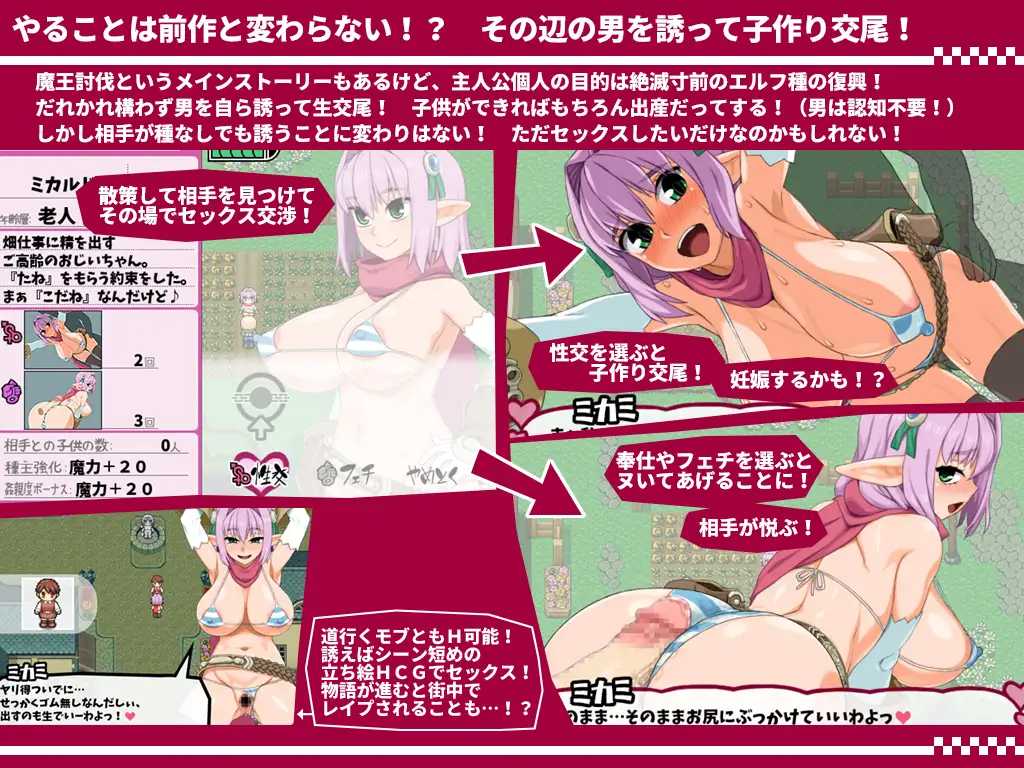 やることは前作と変わらない！？　その辺の男を誘って子作り交尾！
魔王討伐というメインストーリーもあるけど、主人公個人の目的は絶滅寸前のエルフ種の復興！
だれかれ構わず男を自ら誘って生交尾！　子供ができればもちろん出産だってする！（男は認知不要！）
しかし相手が種なしでも誘うことに変わりはない！　ただセックスしたいだけなのかもしれない！
散策して相手を見つけて
その場でセックス交渉！
老人
畑仕事に精を出す
ご高齢のおじいちゃん。
『たね』をもらう約束をした。
まぁ『こだね』なんだけど♪
2回
3回
相手との子供の数: 0人
種主強化: 魔力＋２０
姦親度ボーナス: 魔力＋２０
性交
フェチ
やめとく
性交を選ぶと
子作り交尾！
妊娠するかも！？
ミカミ
奉仕やフェチを選ぶと
ヌいてあげることに！
相手が悦ぶ！
ミカミ
のまま…そのままお尻にぶっかけていいわよっ
ミカミ
ヤリ得ついでに…
せっかくゴム無しなんだしぃ、
出すのも生でいーわよっ！
道行くモブともＨ可能！
誘えばシーン短めの
立ち絵ＨＣＧでセックス！
物語が進むと街中で
レイプされることも…！？